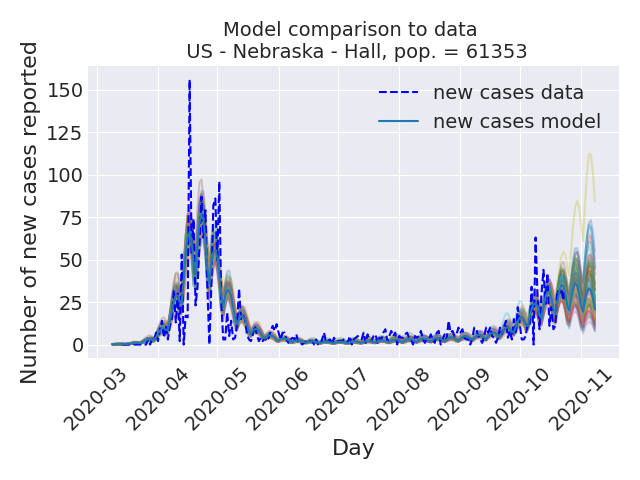 Model comparison to data
US - Nebraska - Hall, pop. = 61353
new cases data
new cases model
Number of new cases reported
150
125
100
75
50
25
0
2020-03
2020-04
2020-05
2020-06
2020-07
2020-08
2020-09
2020-10
2020-11
Day